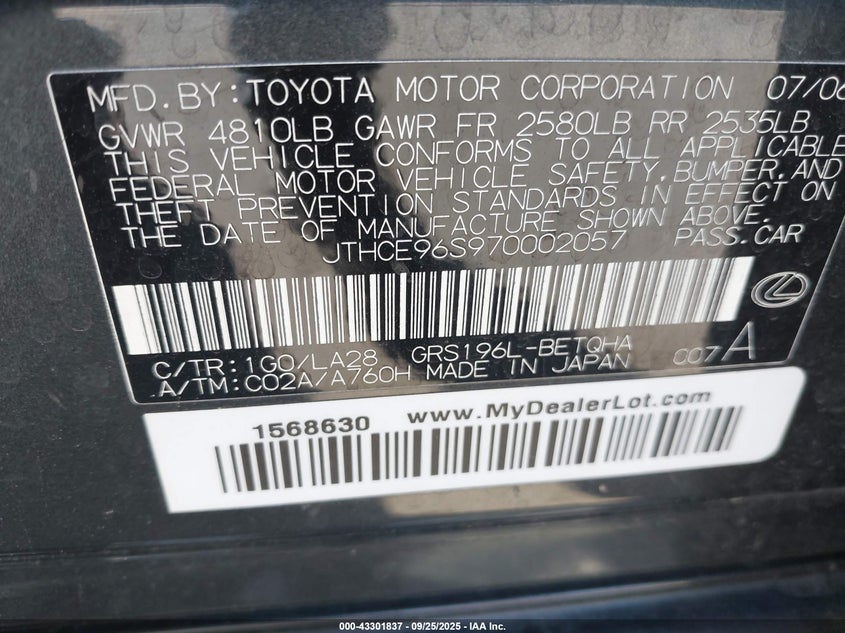 MFD.BY:TOYOTA MOTOR CORPORATION 07/06
GVWR 4810LB GAWR FR 2580LB RR 2535LB
THIS VEHICLE CONFORMS TO ALL APPLICABLE
FEDERAL MOTOR VEHICLE SAFETY,BUMPER,AND
THEFT PREVENTION STANDARDS IN EFFECT ON
THE DATE OF MANUFACTURE SHOWN ABOVE.
JTHCE96S970002057 PASS.CAR
C/TR:1G0/LA28 GRS196L-BETQHA
A/TM:C02A/A760H MADE IN JAPAN 007A
1568630 www.MyDealerLot.com
000-43301837 - 09/25/2025 - IAA Inc.